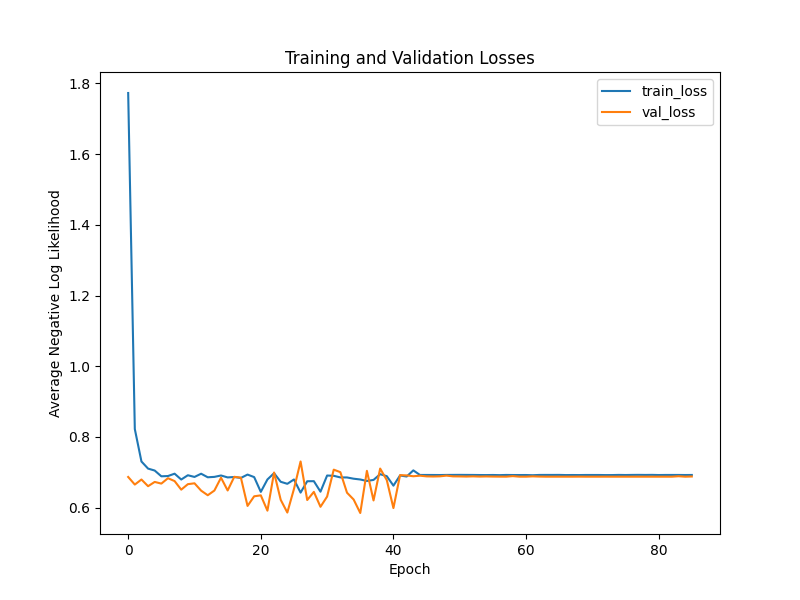 Training and Validation Losses
train_loss
val_loss
Average Negative Log Likelihood
1.8
1.6
1.4
1.2
1.0
0.8
0.6
0 20 40 60 80
Epoch